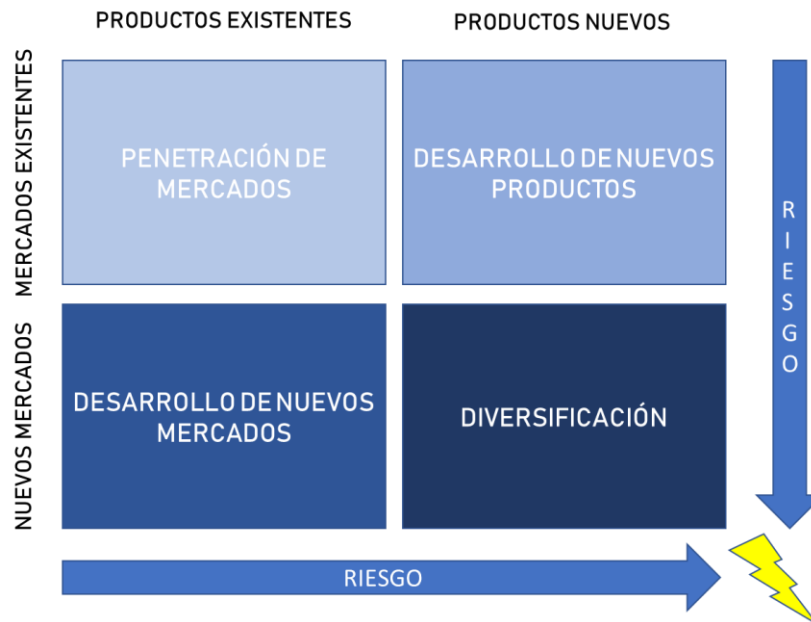 PRODUCTOS EXISTENTES
PRODUCTOS NUEVOS
MERCADOS EXISTENTES
PENETRACIÓN DE
MERCADOS
DESARROLLO DE NUEVOS
PRODUCTOS
RIESGO
NUEVOS MERCADOS
DESARROLLO DE NUEVOS
MERCADOS
DIVERSIFICACIÓN
RIESGO